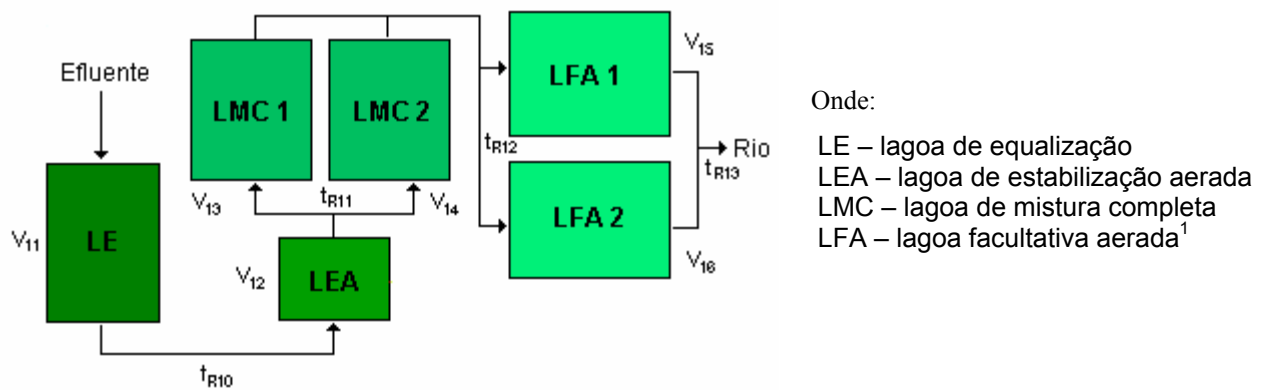 Efluente
LE
V11
tR10
LEA
V12
tR11
LMC 1
V13
LMC 2
V14
tR12
LFA 1
V15
LFA 2
V16
tR13
Rio
Onde:
LE – lagoa de equalização
LEA – lagoa de estabilização aerada
LMC – lagoa de mistura completa
LFA – lagoa facultativa aerada¹